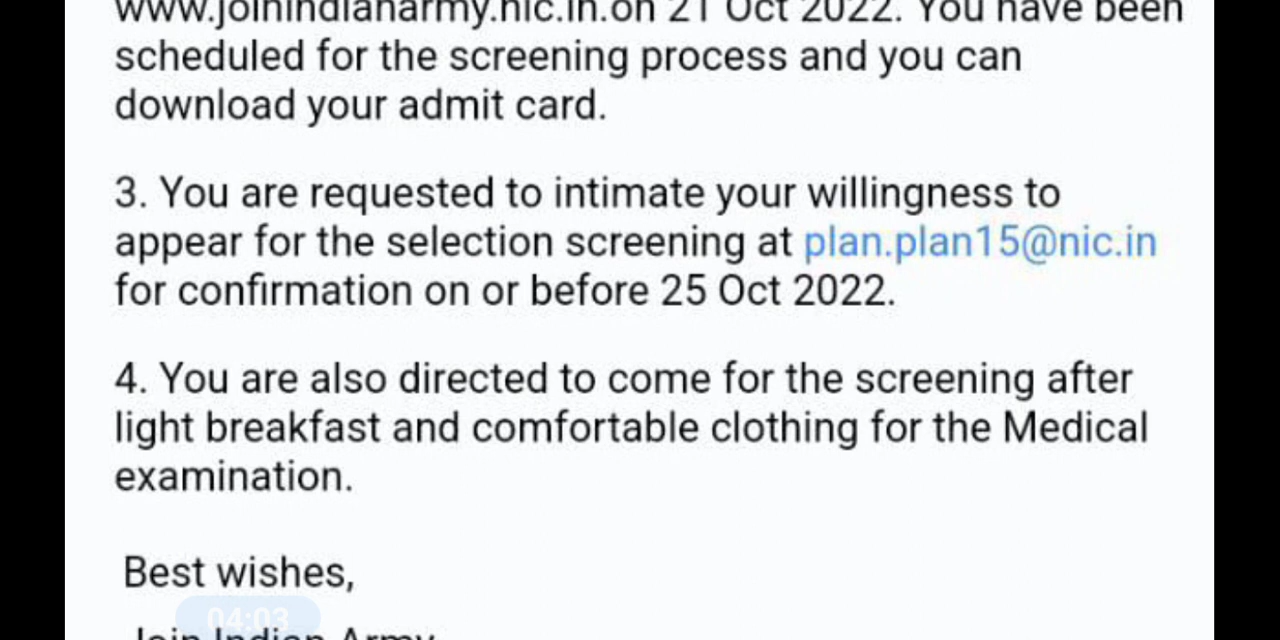 www.joinindianarmy.nic.in.on 21 Oct 2022. You have been
scheduled for the screening process and you can
download your admit card.
3. You are requested to intimate your willingness to
appear for the selection screening at plan.plan15@nic.in
for confirmation on or before 25 Oct 2022.
4. You are also directed to come for the screening after
light breakfast and comfortable clothing for the Medical
examination.
Best wishes,
04:03
Join Indian Army